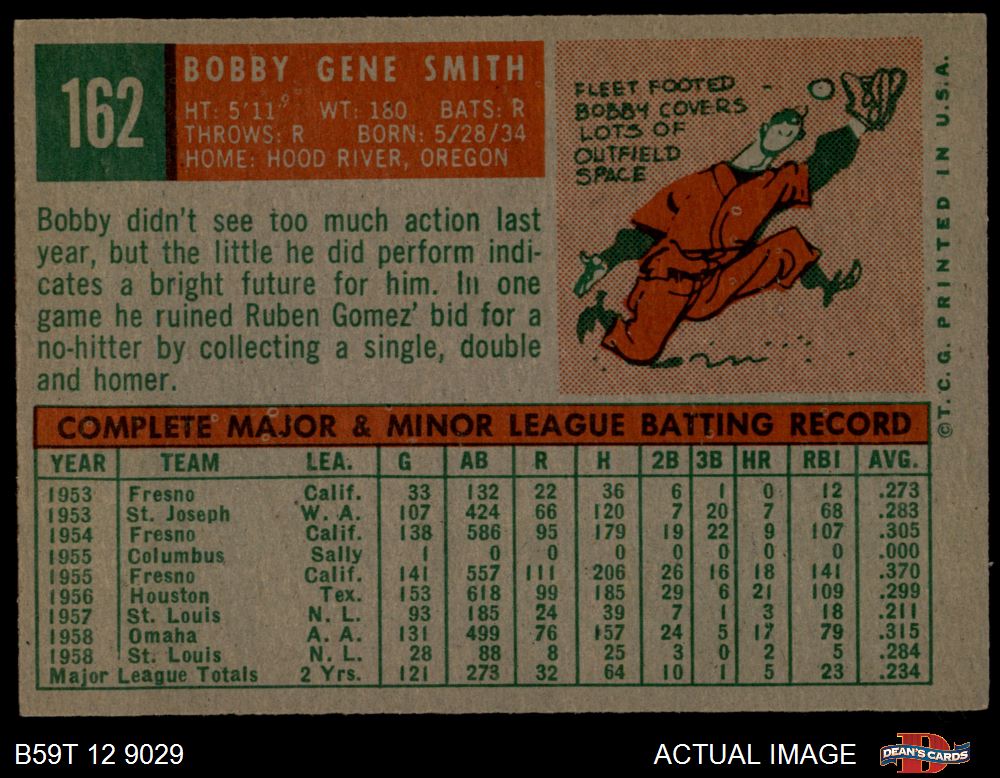 162
BOBBY GENE SMITH
HT: 5'11" WT: 180 BATS: R
THROWS: R BORN: 5/28/34
HOME: HOOD RIVER, OREGON
FLEET FOOTED
BOBBY COVERS
LOTS OF
OUTFIELD
SPACE
Bobby didn't see too much action last
year, but the little he did perform indi-
cates a bright future for him. In one
game he ruined Ruben Gomez' bid for a
no-hitter by collecting a single, double
and homer.
©T. C. G. PRINTED IN U.S.A.
COMPLETE MAJOR & MINOR LEAGUE BATTING RECORD
YEAR TEAM LEA. G AB R H 2B 3B HR RBI AVG.
1953 Fresno Calif. 33 132 22 36 6 1 0 12 .273
1953 St. Joseph W. A. 107 424 66 120 7 20 7 68 .283
1954 Fresno Calif. 138 586 95 179 19 22 9 107 .305
1955 Columbus Sally 1 0 0 0 0 0 0 0 .000
1955 Fresno Calif. 141 557 111 206 26 16 18 141 .370
1956 Houston Tex. 153 618 99 185 29 6 21 109 .299
1957 St. Louis N. L. 93 185 24 39 7 1 3 18 .211
1958 Omaha A. A. 131 499 76 157 24 5 17 79 .315
1958 St. Louis N. L. 28 88 8 25 3 0 2 5 .284
Major League Totals 2 Yrs. 121 273 32 64 10 1 5 23 .234
B59T 12 9029
ACTUAL IMAGE
DEAN'S CARDS